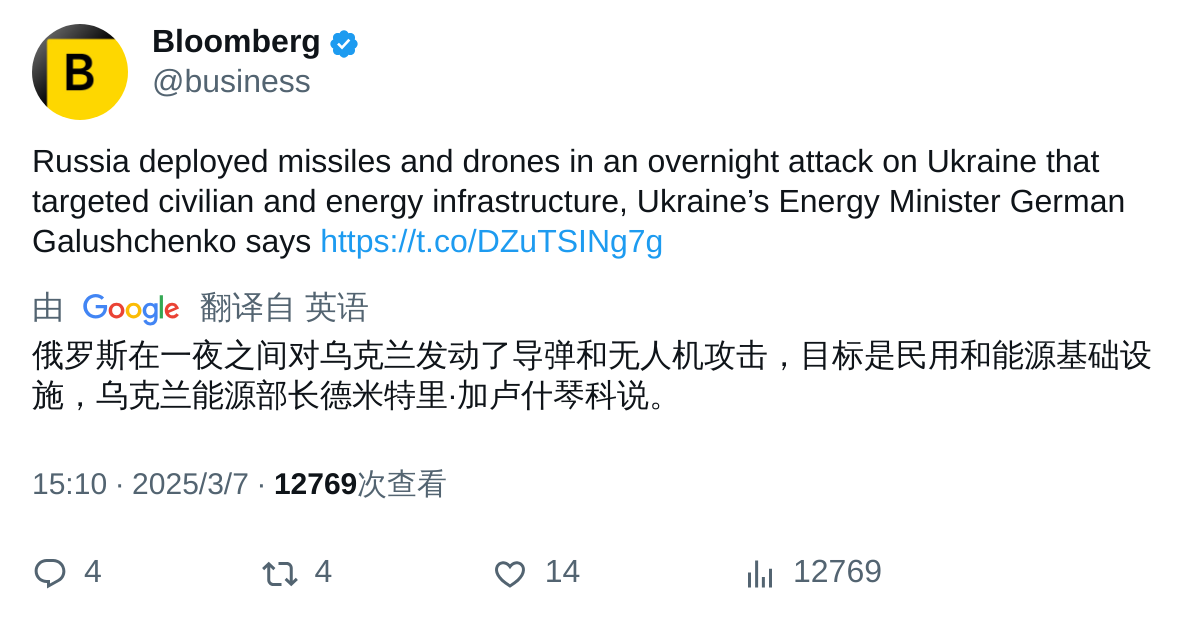 B
Bloomberg
@business
Russia deployed missiles and drones in an overnight attack on Ukraine that
targeted civilian and energy infrastructure, Ukraine’s Energy Minister German
Galushchenko says https://t.co/DZuTSINg7g
由 Google 翻译自 英语
俄罗斯在一夜之间对乌克兰发动了导弹和无人机攻击，目标是民用和能源基础设
施，乌克兰能源部长德米特里·加卢什琴科说。
15:10 · 2025/3/7 · 12769次查看
4 4 14 12769